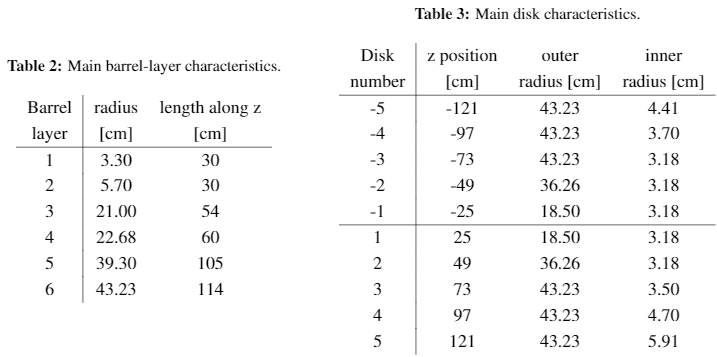 Table 2: Main barrel-layer characteristics.
Barrel radius length along z
layer [cm] [cm]
1 3.30 30
2 5.70 30
3 21.00 54
4 22.68 60
5 39.30 105
6 43.23 114
Table 3: Main disk characteristics.
Disk z position outer inner
number [cm] radius [cm] radius [cm]
-5 -121 43.23 4.41
-4 -97 43.23 3.70
-3 -73 43.23 3.18
-2 -49 36.26 3.18
-1 -25 18.50 3.18
1 25 18.50 3.18
2 49 36.26 3.18
3 73 43.23 3.50
4 97 43.23 4.70
5 121 43.23 5.91